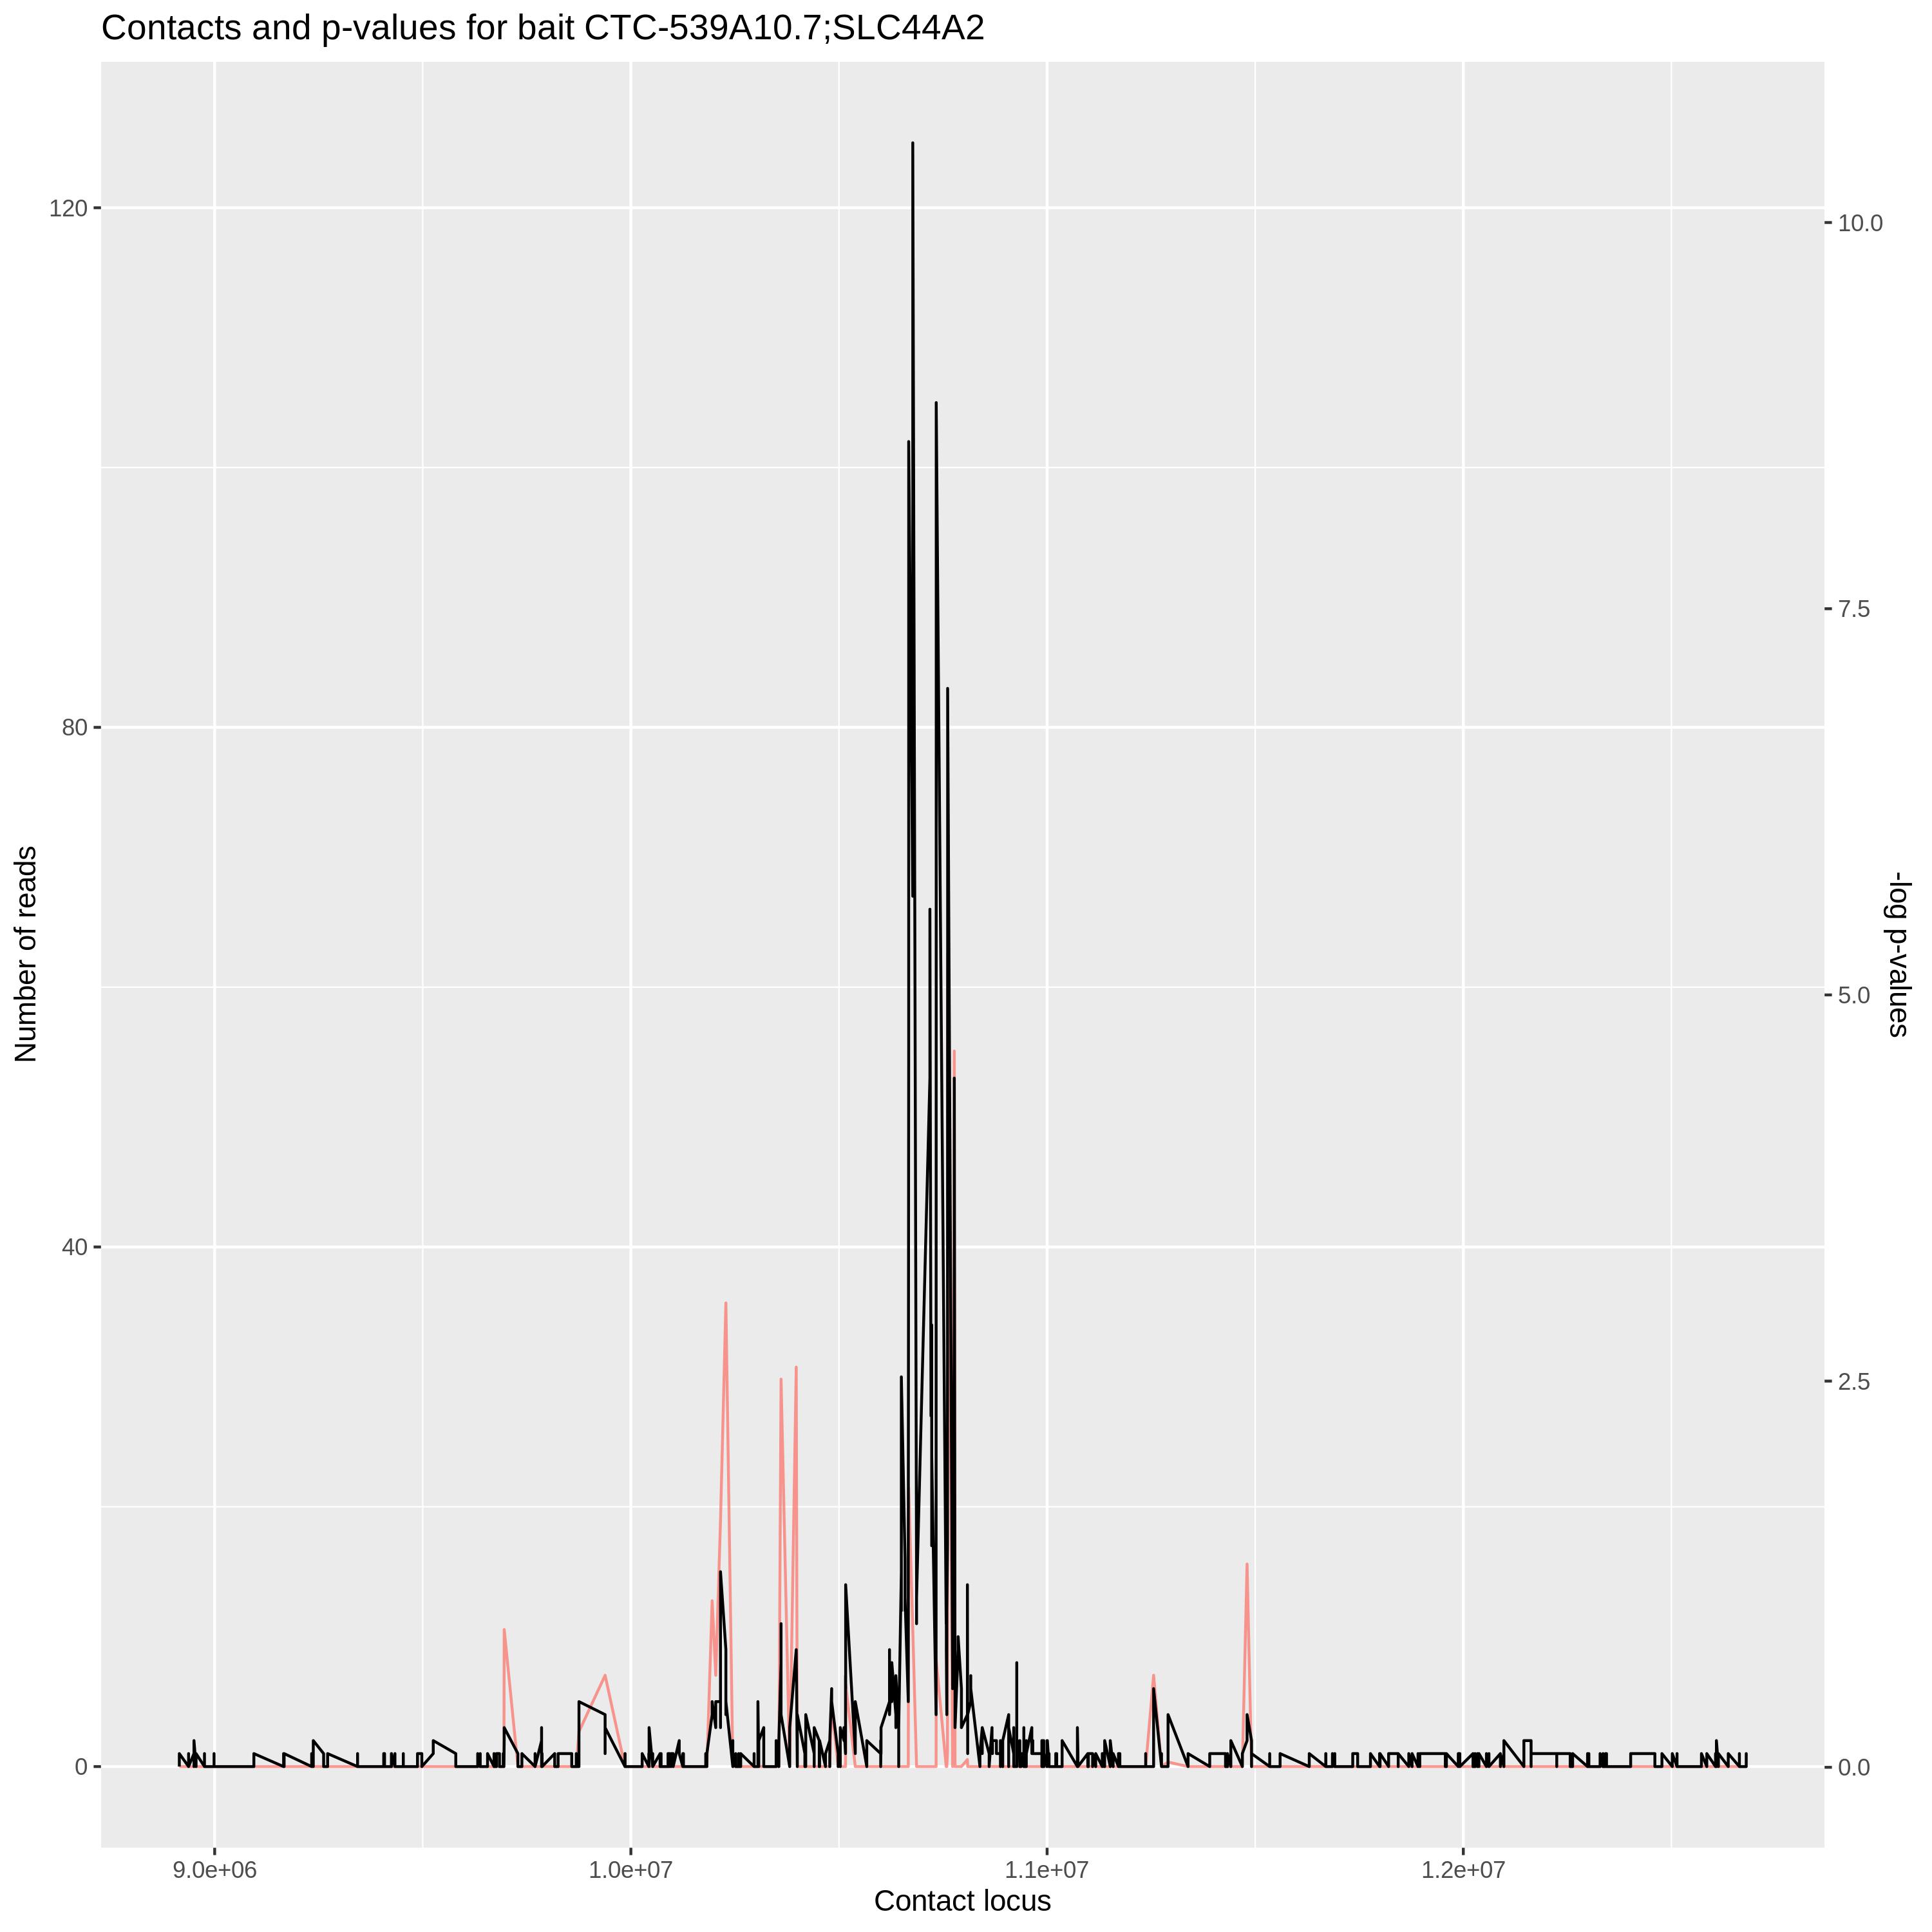 Contacts and p-values for bait CTC-539A10.7;SLC44A2
120
80
40
0
Number of reads
10.0
7.5
5.0
2.5
0.0
-log p-values
9.0e+06
1.0e+07
1.1e+07
1.2e+07
Contact locus